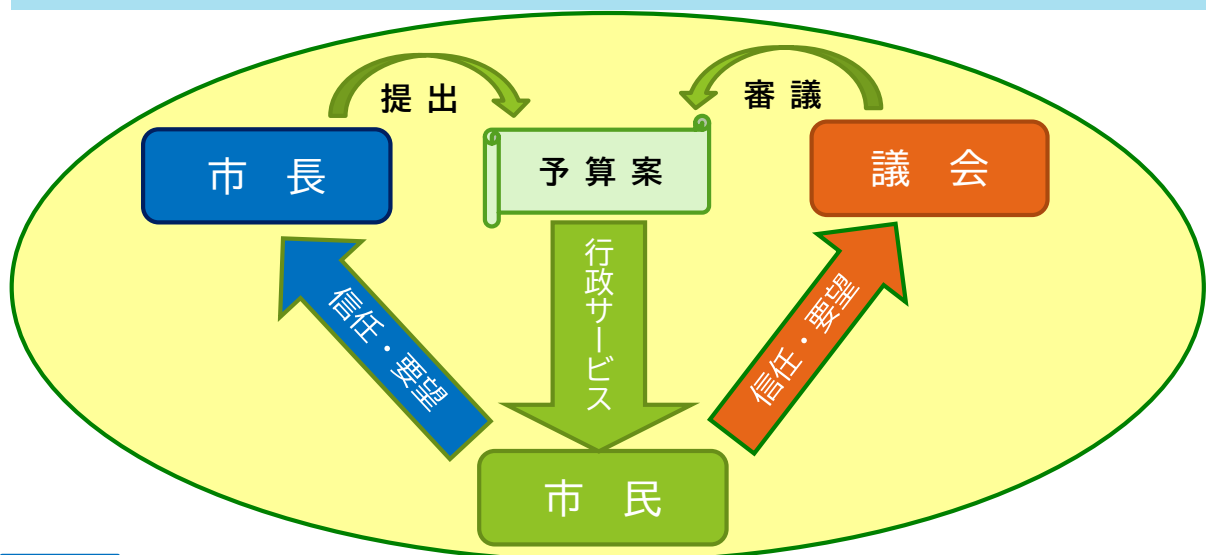 提 出
審 議
市 長
予 算 案
議 会
行政サービス
信任・要望
信任・要望
市 民